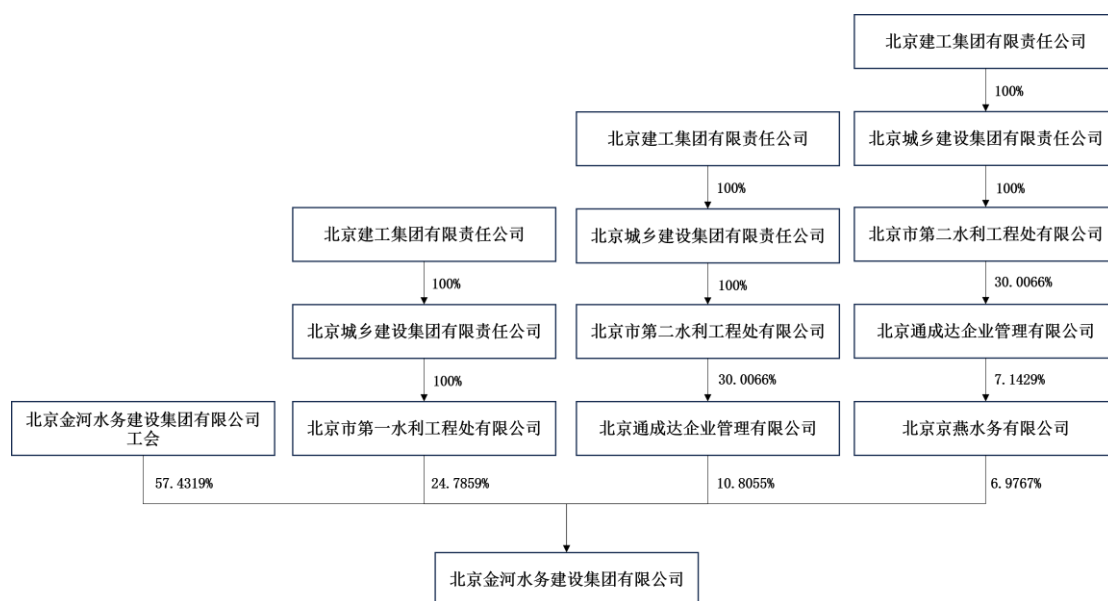 北京建工集团有限责任公司
100%
北京建工集团有限责任公司
北京城乡建设集团有限责任公司
100%
100%
北京建工集团有限责任公司
北京城乡建设集团有限责任公司
北京市第二水利工程处有限公司
100%
100%
30.0066%
北京城乡建设集团有限责任公司
北京市第二水利工程处有限公司
北京通成达企业管理有限公司
100%
30.0066%
7.1429%
北京金河水务建设集团有限公司
工会
北京市第一水利工程处有限公司
北京通成达企业管理有限公司
北京京燕水务有限公司
57.4319%
24.7859%
10.8055%
6.9767%
北京金河水务建设集团有限公司